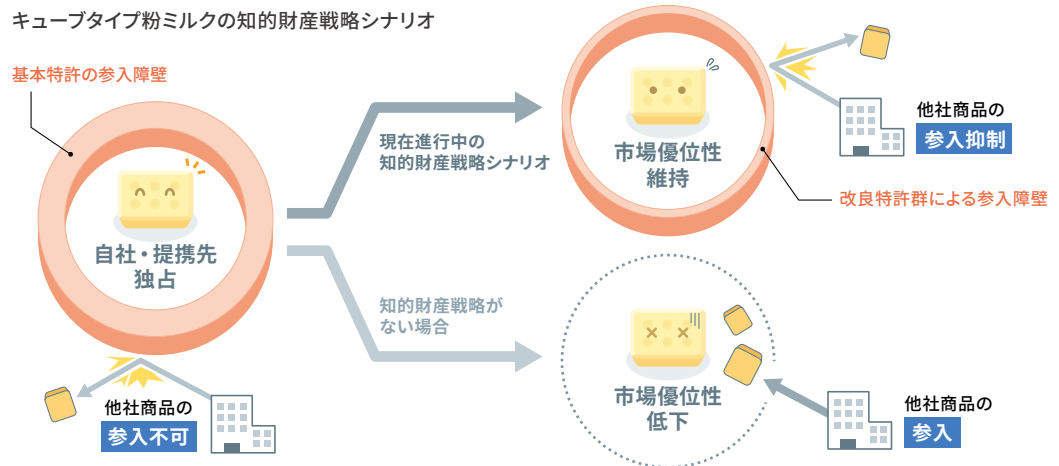 キューブタイプ粉ミルクの知的財産戦略シナリオ
基本特許の参入障壁
自社・提携先
独占
他社商品の
参入不可
現在進行中の
知的財産戦略シナリオ
市場優位性
維持
他社商品の
参入抑制
改良特許群による参入障壁
知的財産戦略が
ない場合
市場優位性
低下
他社商品の
参入